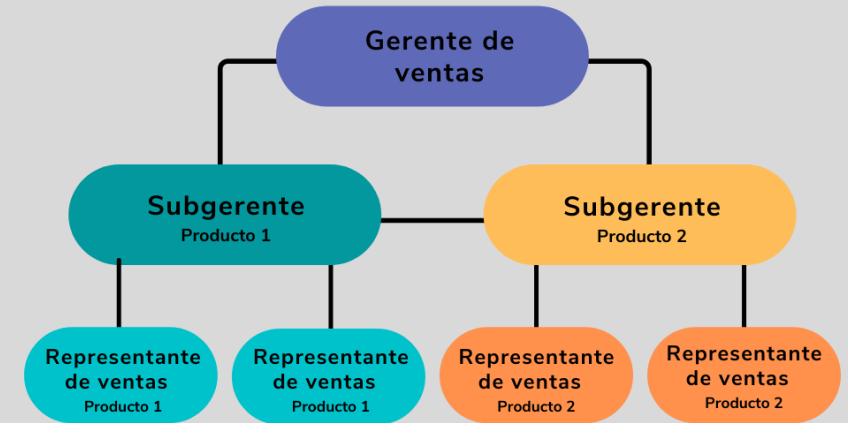 Gerente de
ventas
Subgerente
Producto 1
Subgerente
Producto 2
Representante
de ventas
Producto 1
Representante
de ventas
Producto 1
Representante
de ventas
Producto 2
Representante
de ventas
Producto 2